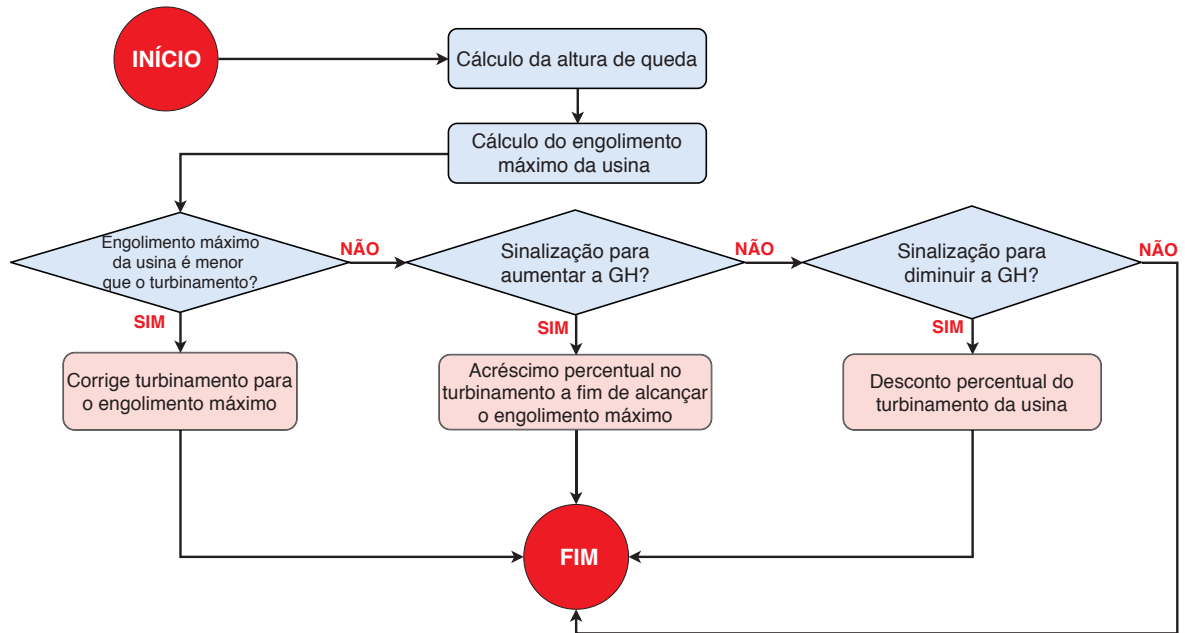 INÍCIO
Cálculo da altura de queda
Cálculo do engolimento
máximo da usina
Engolimento máximo
da usina é menor
que o turbinamento?
NÃO
Sinalização para
aumentar a GH?
NÃO
Sinalização para
diminuir a GH?
NÃO
SIM
SIM
SIM
Corrige turbinamento para
o engolimento máximo
Acréscimo percentual no
turbinamento a fim de alcançar
o engolimento máximo
Desconto percentual do
turbinamento da usina
FIM